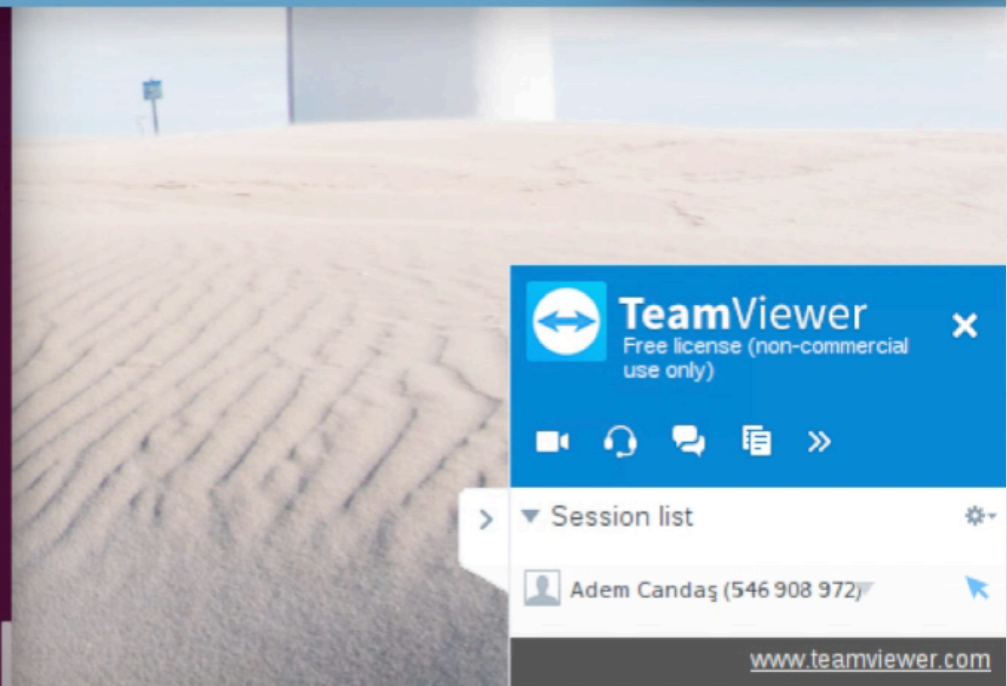 TeamViewer
Free license (non-commercial
use only)
Session list
Adem Candaş (546 908 972)
www.teamviewer.com